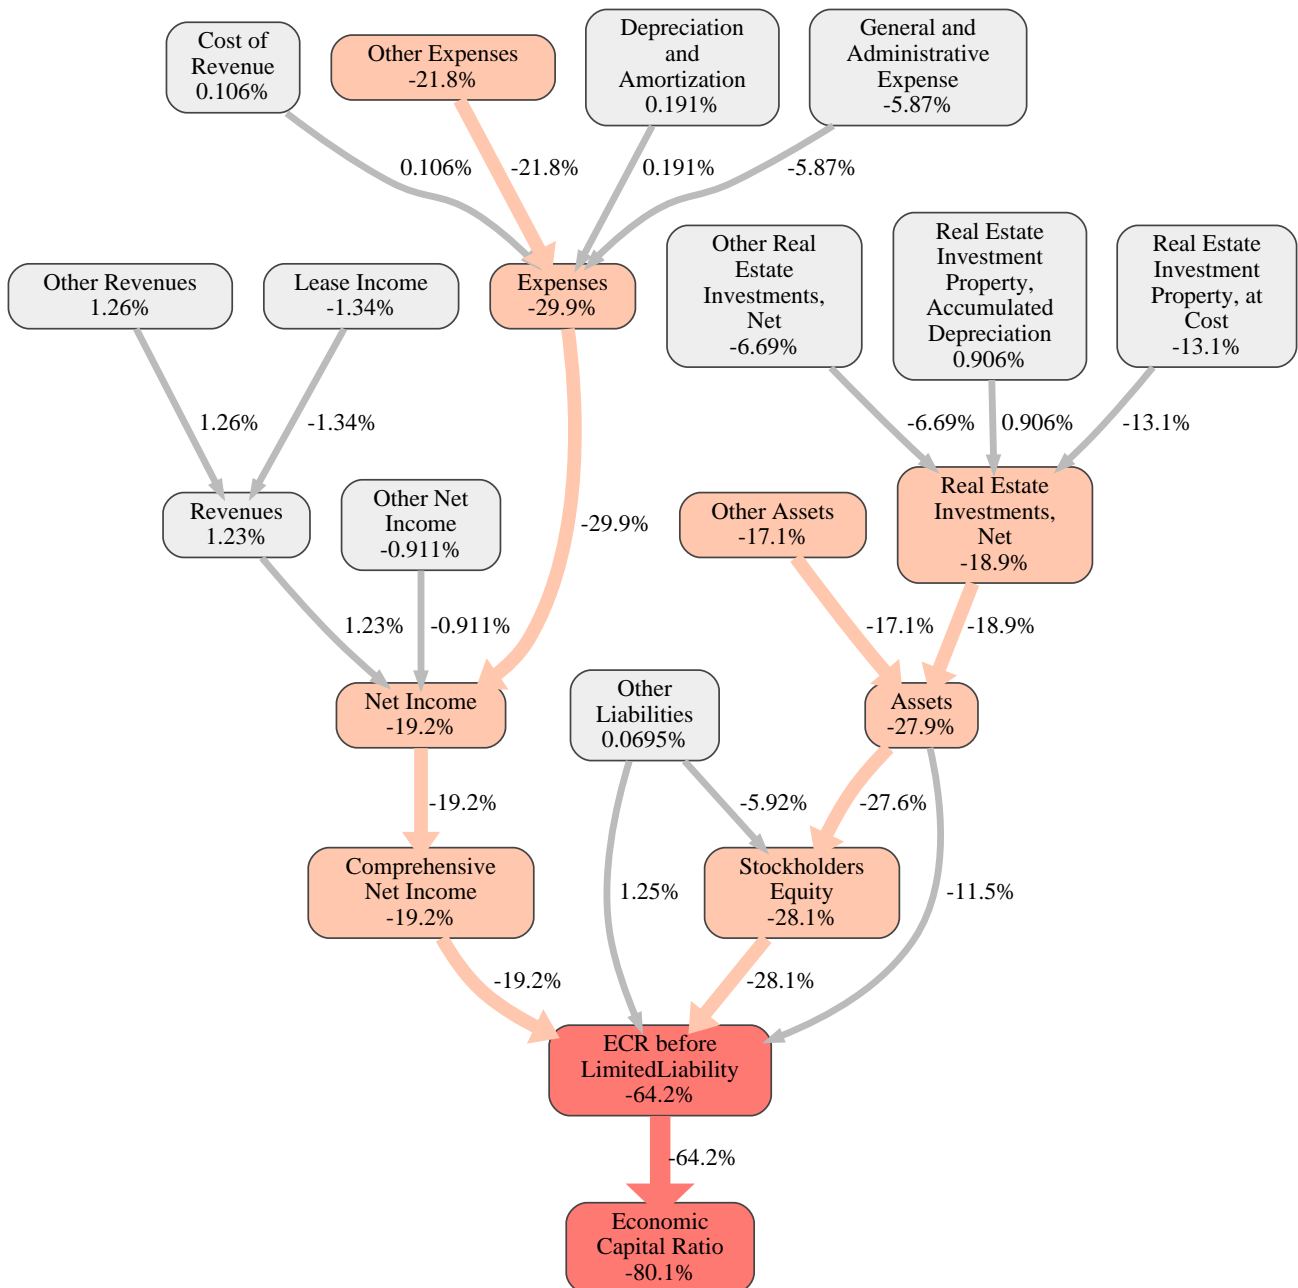 Cost of
Revenue
0.106%
Other Expenses
-21.8%
Depreciation
and
Amortization
0.191%
General and
Administrative
Expense
-5.87%
0.106%
-21.8%
0.191%
-5.87%
Other Revenues
1.26%
Lease Income
-1.34%
Expenses
-29.9%
Other Real
Estate
Investments,
Net
-6.69%
Real Estate
Investment
Property,
Accumulated
Depreciation
0.906%
Real Estate
Investment
Property, at
Cost
-13.1%
1.26%
-1.34%
-6.69%
0.906%
-13.1%
Revenues
1.23%
Other Net
Income
-0.911%
-29.9%
Other Assets
-17.1%
Real Estate
Investments,
Net
-18.9%
1.23%
-0.911%
-17.1%
-18.9%
Net Income
-19.2%
Other
Liabilities
0.0695%
Assets
-27.9%
-19.2%
-5.92%
-27.6%
Comprehensive
Net Income
-19.2%
1.25%
Stockholders
Equity
-28.1%
-11.5%
-19.2%
-28.1%
ECR before
LimitedLiability
-64.2%
-64.2%
Economic
Capital Ratio
-80.1%